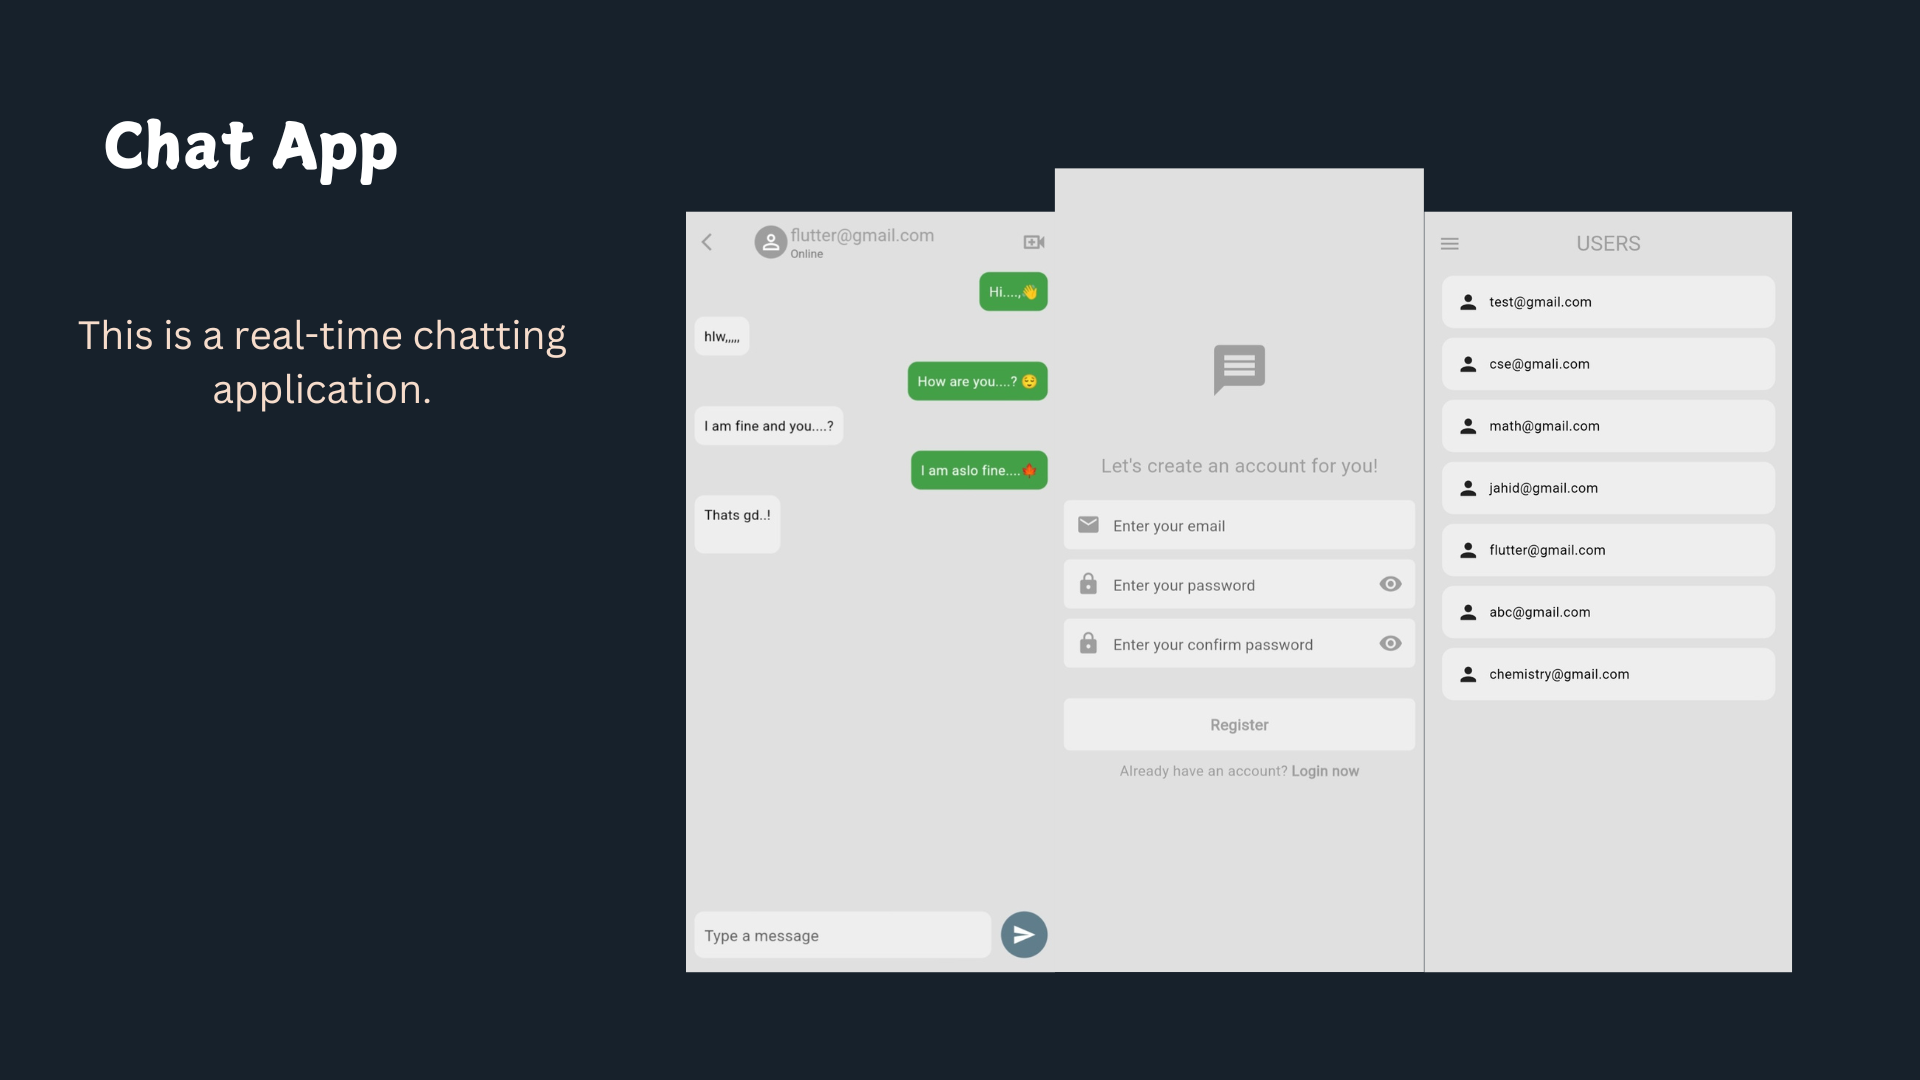 Chat App
This is a real-time chatting
application.
flutter@gmail.com
Online
Hi....,👋
hlw,,,,,
How are you....? 😌
I am fine and you....?
I am aslo fine....🍁
Thats gd..!
Type a message
Let's create an account for you!
Enter your email
Enter your password
Enter your confirm password
Register
Already have an account? Login now
USERS
test@gmail.com
cse@gmali.com
math@gmail.com
jahid@gmail.com
flutter@gmail.com
abc@gmail.com
chemistry@gmail.com